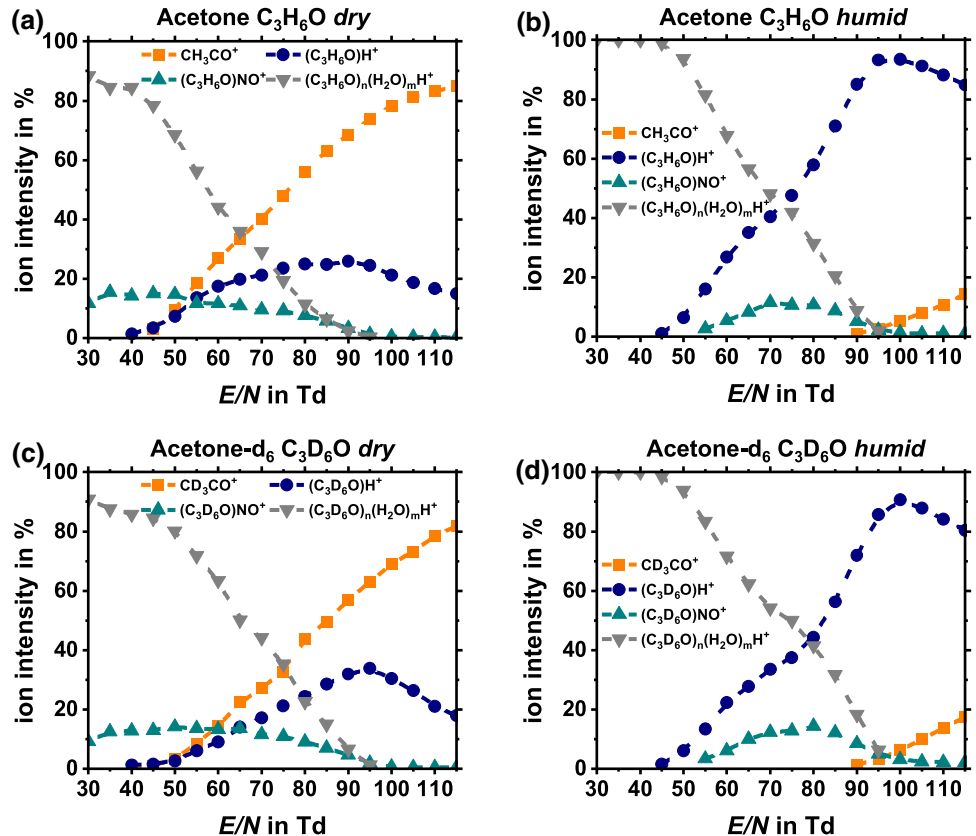 (a) Acetone C₃H₆O dry
CH₃CO⁺ (C₃H₆O)H⁺
(C₃H₆O)NO⁺ (C₃H₆O)ₙ(H₂O)ₘH⁺
ion intensity in %
100
80
60
40
20
0
30 40 50 60 70 80 90 100 110
E/N in Td
(b) Acetone C₃H₆O humid
CH₃CO⁺
(C₃H₆O)H⁺
(C₃H₆O)NO⁺
(C₃H₆O)ₙ(H₂O)ₘH⁺
ion intensity in %
100
80
60
40
20
0
30 40 50 60 70 80 90 100 110
E/N in Td
(c) Acetone-d₆ C₃D₆O dry
CD₃CO⁺ (C₃D₆O)H⁺
(C₃D₆O)NO⁺ (C₃D₆O)ₙ(H₂O)ₘH⁺
ion intensity in %
100
80
60
40
20
0
30 40 50 60 70 80 90 100 110
E/N in Td
(d) Acetone-d₆ C₃D₆O humid
CD₃CO⁺
(C₃D₆O)H⁺
(C₃D₆O)NO⁺
(C₃D₆O)ₙ(H₂O)ₘH⁺
ion intensity in %
100
80
60
40
20
0
30 40 50 60 70 80 90 100 110
E/N in Td